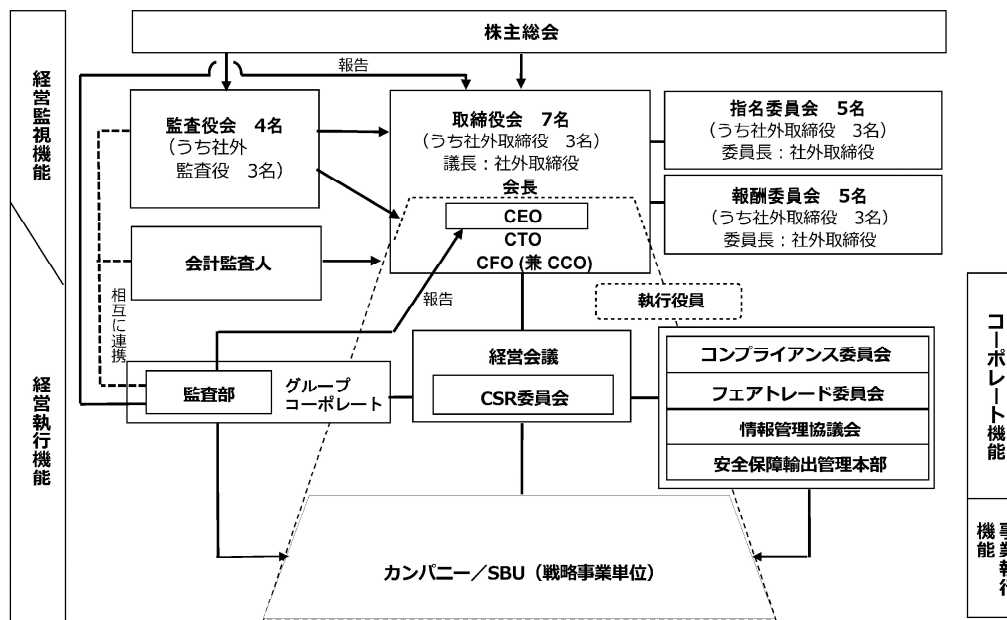 株主総会
報告
経営監視機能
監査役会 4名
（うち社外
監査役 3名）
取締役会 7名
（うち社外取締役 3名）
議長：社外取締役
会長
CEO
CTO
CFO (兼 CCO)
指名委員会 5名
（うち社外取締役 3名）
委員長：社外取締役
報酬委員会 5名
（うち社外取締役 3名）
委員長：社外取締役
会計監査人
報告
執行役員
相互に連携
経営執行機能
監査部
グループ
コーポレート
経営会議
CSR委員会
コンプライアンス委員会
フェアトレード委員会
情報管理協議会
安全保障輸出管理本部
コーポレート機能
カンパニー／SBU（戦略事業単位）
事業執行
機能